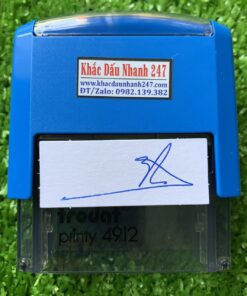 Khắc Dấu Nhanh 247
www.khacdaunhanh247.com
ĐT/Zalo: 0982.139.382
trodat
printy 4912